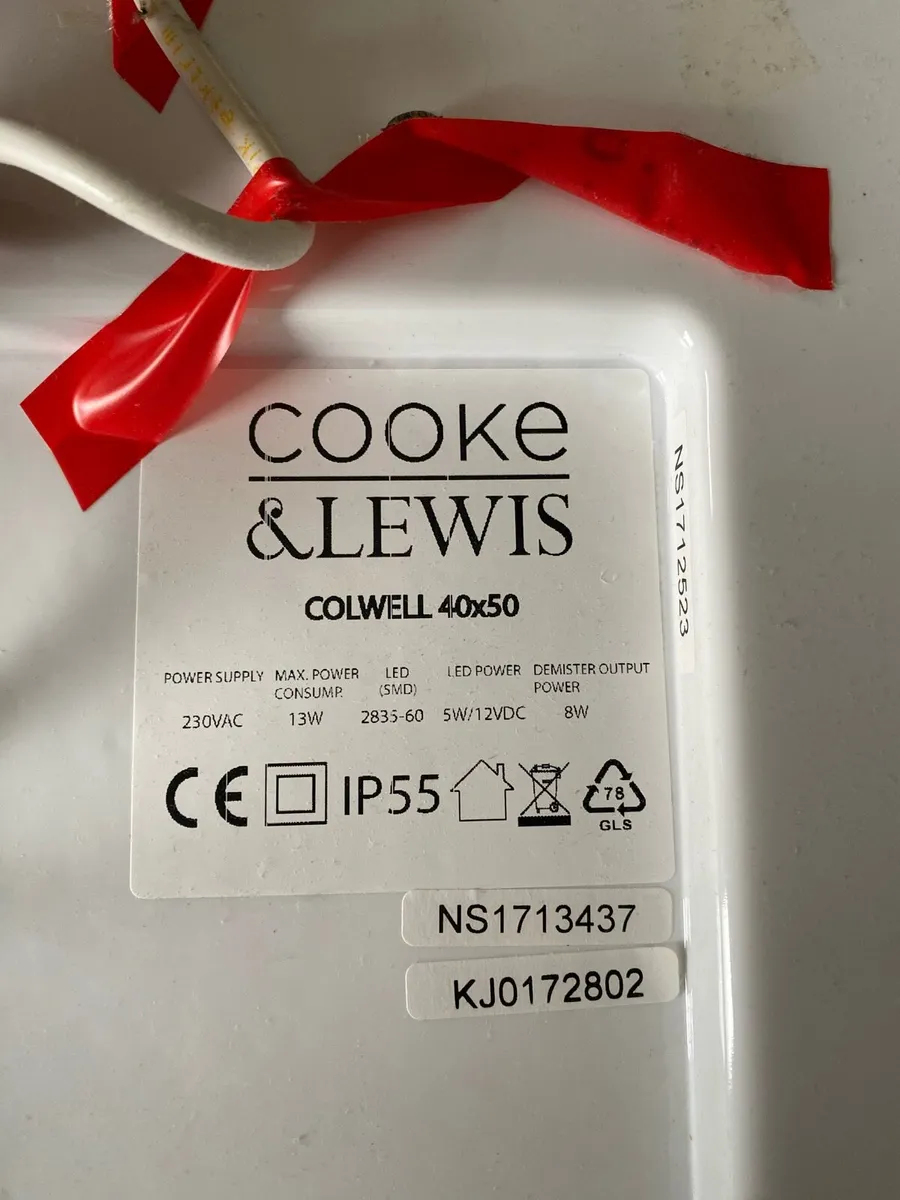 COOKE
&LEWIS
COLWELL 40x50
POWER SUPPLY MAX. POWER CONSUMP. LED (SMD) LED POWER DEMISTER OUTPUT POWER
230VAC 13W 2835-60 5W/12VDC 8W
CE IP55 78
GLS
NS1713437
KJ0172802
NS1712523